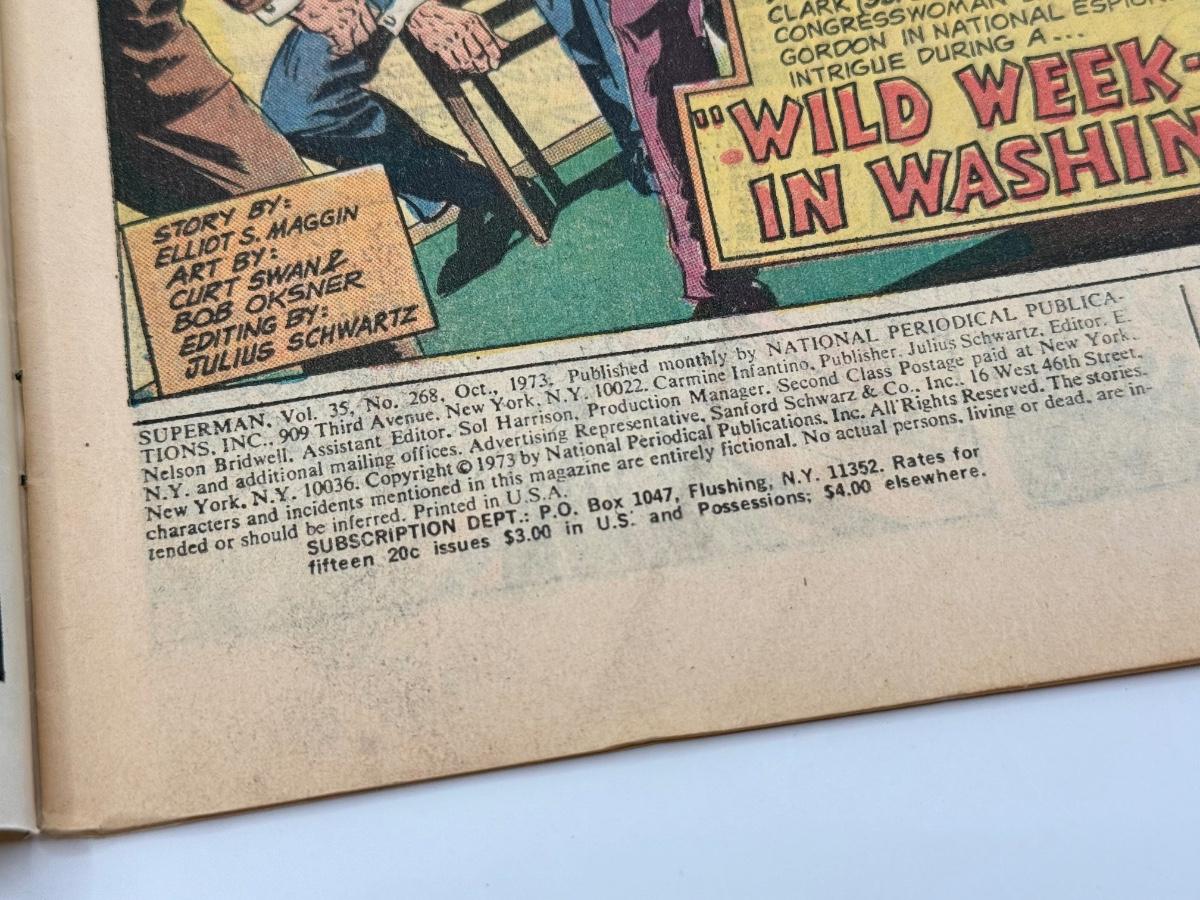 CLARK
CONGRESSWOMAN
GORDON IN NATIONAL
INTRIGUE DURING A...
"WILD WEEK-
IN
STORY BY:
ELLIOT S. MAGGIN
ART BY:
CURT SWAN &
BOB OKSNER
EDITING BY:
JULIUS SCHWARTZ
SUPERMAN, Vol. 35, No. 268, Oct., 1973. Published monthly by NATIONAL PERIODICAL PUBLICA-
TIONS, INC., 909 Third Avenue, New York, N.Y. 10022. Carmine Infantino, Publisher. Julius Schwartz, Editor. E.
Nelson Bridwell, Assistant Editor. Sol Harrison, Production Manager. Second Class Postage paid at New York,
N.Y. and additional mailing offices. Advertising Representative, Sanford Schwarz & Co., Inc., 16 West 46th Street,
New York, N.Y. 10036. Copyright © 1973 by National Periodical Publications, Inc. All Rights Reserved. The stories,
characters and incidents mentioned in this magazine are entirely fictional. No actual persons, living or dead, are in-
tended or should be inferred. Printed in U.S.A.
SUBSCRIPTION DEPT.: P.O. Box 1047, Flushing, N.Y. 11352. Rates for
fifteen 20c issues $3.00 in U.S. and Possessions; $4.00 elsewhere.